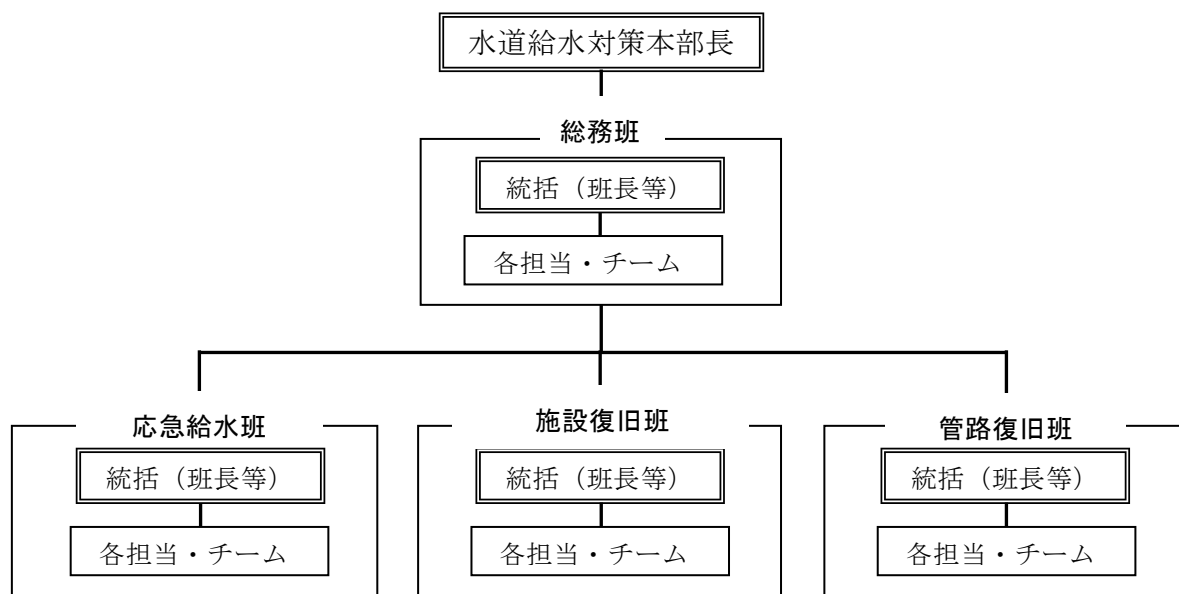 水道給水対策本部長
総務班
統括（班長等）
各担当・チーム
応急給水班
統括（班長等）
各担当・チーム
施設復旧班
統括（班長等）
各担当・チーム
管路復旧班
統括（班長等）
各担当・チーム